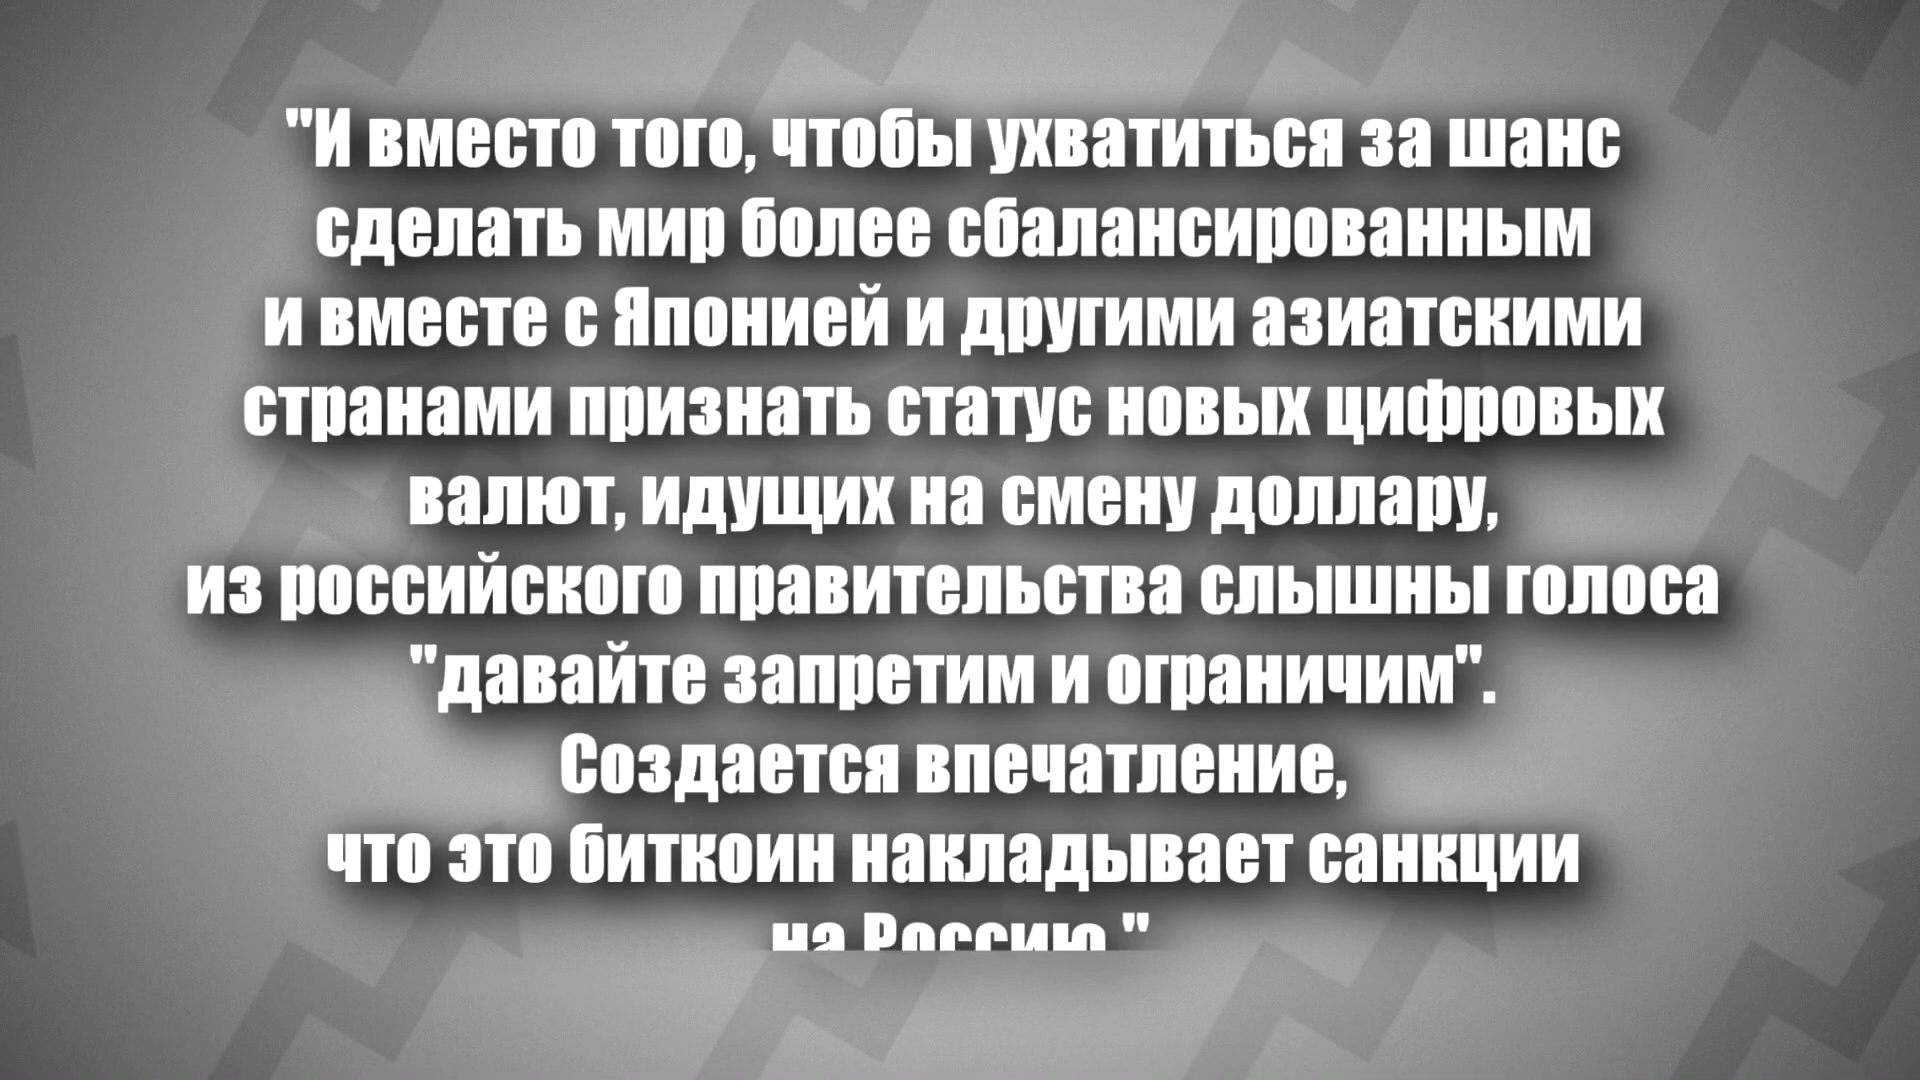 "И вместо того, чтобы ухватиться за шанс
сделать мир более сбалансированным
и вместе с Японией и другими азиатскими
странами признать статус новых цифровых
валют, идущих на смену доллару,
из российского правительства слышны голоса
"давайте запретим и ограничим".
Создается впечатление,
что это биткоин накладывает санкции
на Россию."